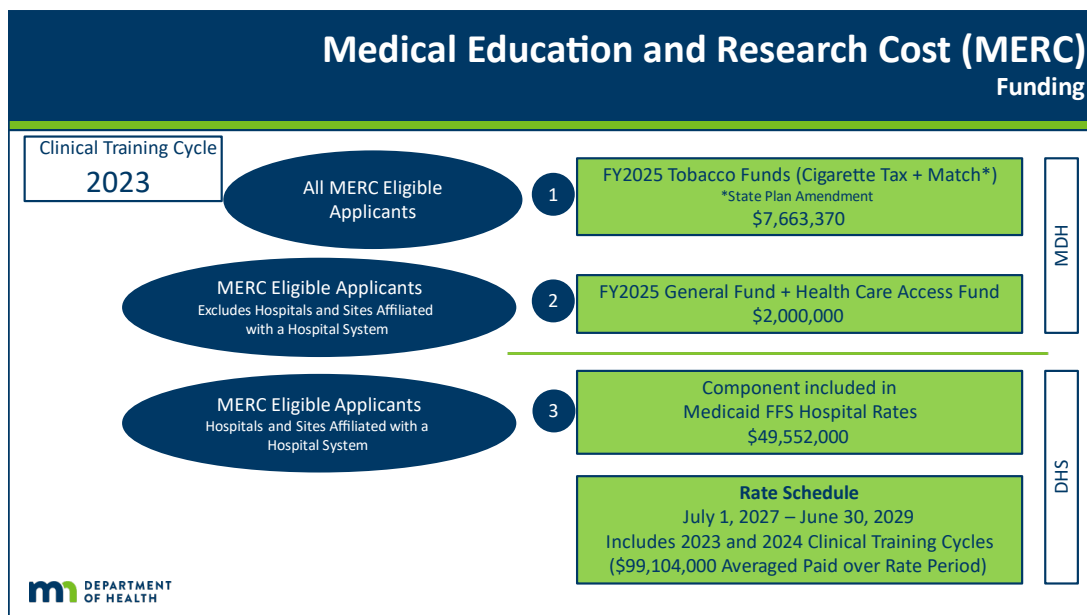 Medical Education and Research Cost (MERC)
Funding
Clinical Training Cycle
2023
All MERC Eligible
Applicants
1
FY2025 Tobacco Funds (Cigarette Tax + Match*)
*State Plan Amendment
$7,663,370
MDH
MERC Eligible Applicants
Excludes Hospitals and Sites Affiliated
with a Hospital System
2
FY2025 General Fund + Health Care Access Fund
$2,000,000
MERC Eligible Applicants
Hospitals and Sites Affiliated with a
Hospital System
3
Component included in
Medicaid FFS Hospital Rates
$49,552,000
DHS
Rate Schedule
July 1, 2027 – June 30, 2029
Includes 2023 and 2024 Clinical Training Cycles
($99,104,000 Averaged Paid over Rate Period)
DEPARTMENT
OF HEALTH